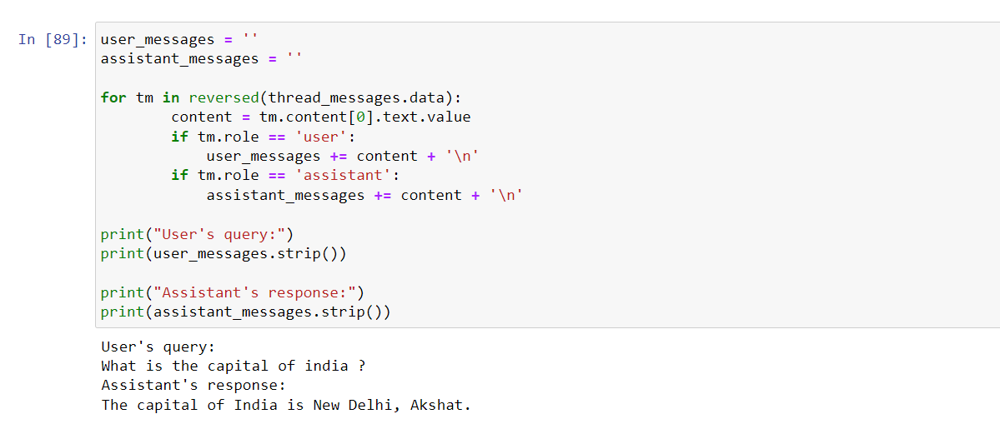 In [89]: user_messages = ''
assistant_messages = ''
for tm in reversed(thread_messages.data):
        content = tm.content[0].text.value
        if tm.role == 'user':
            user_messages += content + '\n'
        if tm.role == 'assistant':
            assistant_messages += content + '\n'
print("User's query:")
print(user_messages.strip())
print("Assistant's response:")
print(assistant_messages.strip())
User's query:
What is the capital of india ?
Assistant's response:
The capital of India is New Delhi, Akshat.